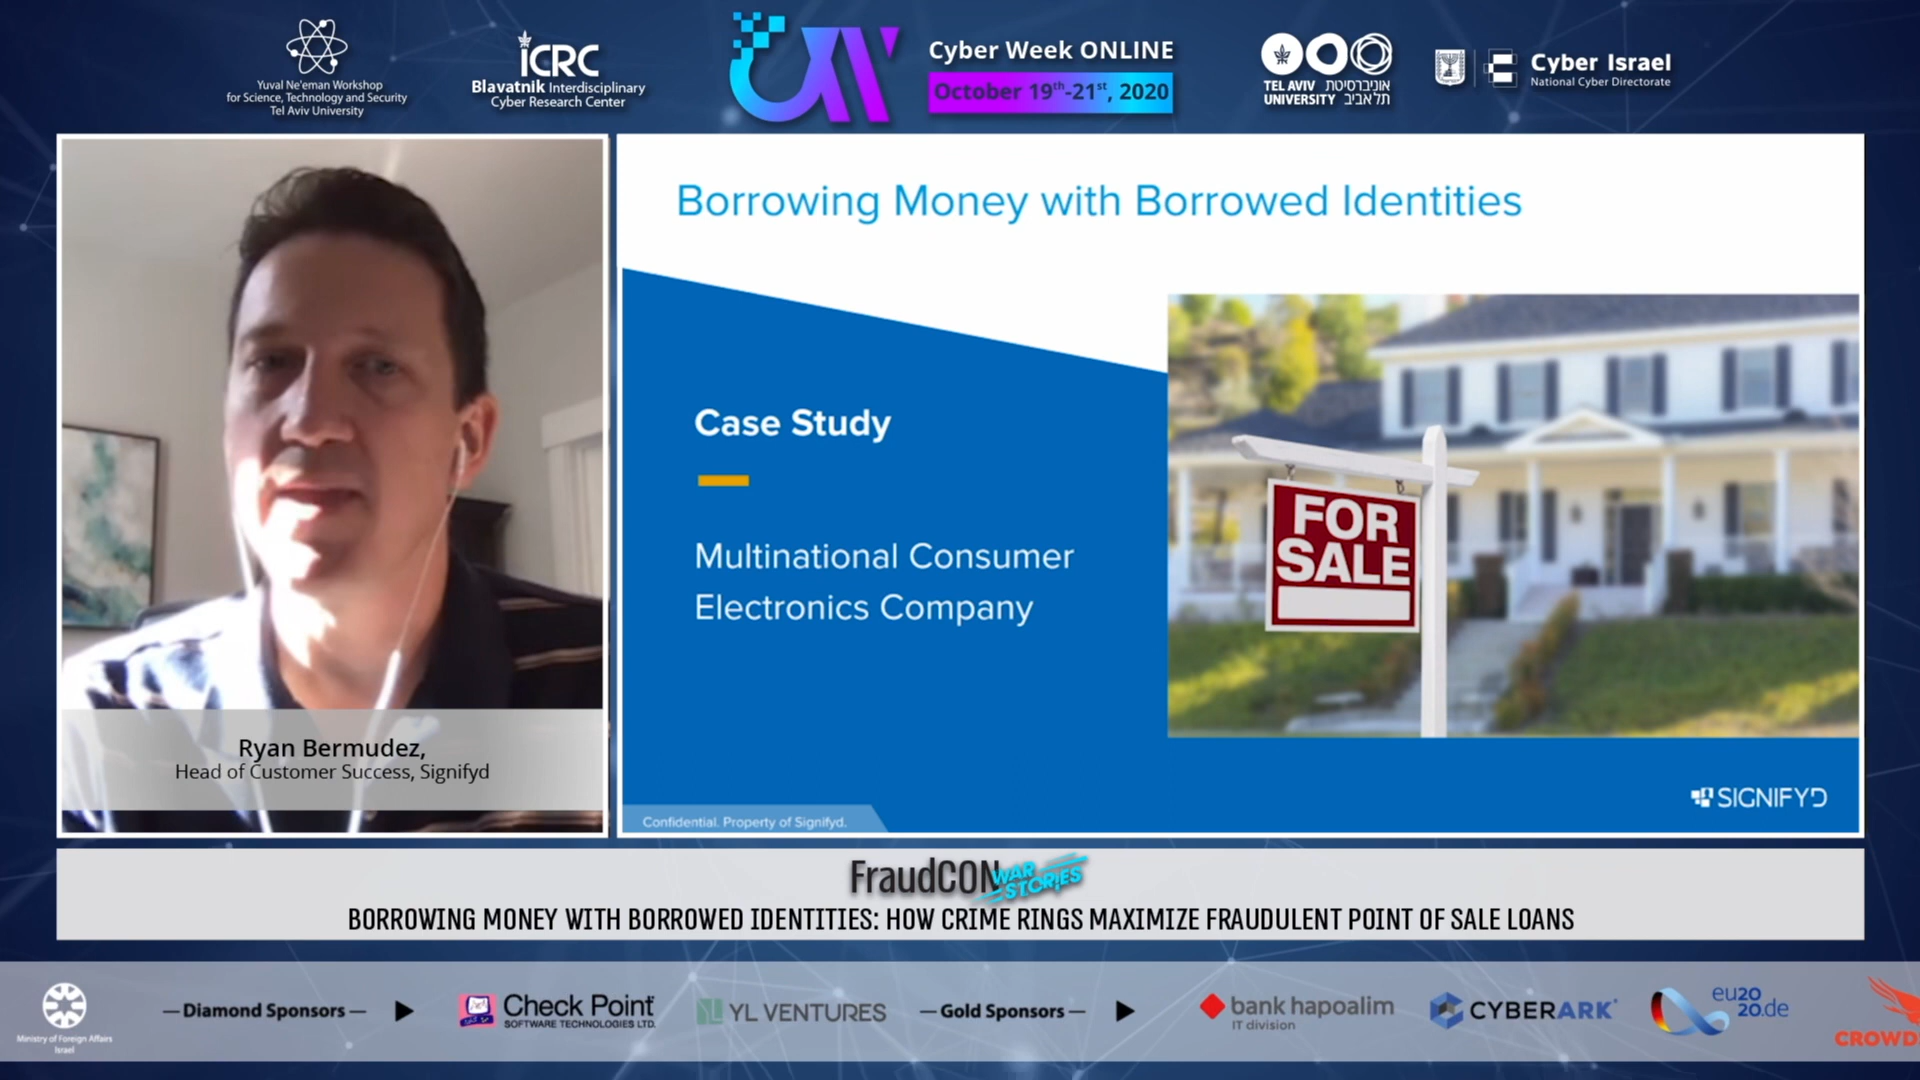 Yuval Ne'eman Workshop
for Science, Technology and Security
Tel Aviv University
ICRC
Blavatnik Interdisciplinary
Cyber Research Center
Cyber Week ONLINE
October 19th-21st, 2020
TEL AVIV אוניברסיטת
UNIVERSITY תל אביב
Cyber Israel
National Cyber Directorate
Borrowing Money with Borrowed Identities
Case Study
Multinational Consumer
Electronics Company
FOR
SALE
SIGNIFYD
Confidential. Property of Signifyd.
Ryan Bermudez,
Head of Customer Success, Signifyd
FraudCON WAR STORIES
BORROWING MONEY WITH BORROWED IDENTITIES: HOW CRIME RINGS MAXIMIZE FRAUDULENT POINT OF SALE LOANS
Ministry of Foreign Affairs
Israel
— Diamond Sponsors —
Check Point
SOFTWARE TECHNOLOGIES LTD.
YL VENTURES
— Gold Sponsors —
bank hapoalim
IT division
CYBERARK
eu20
20.de
CROWDS